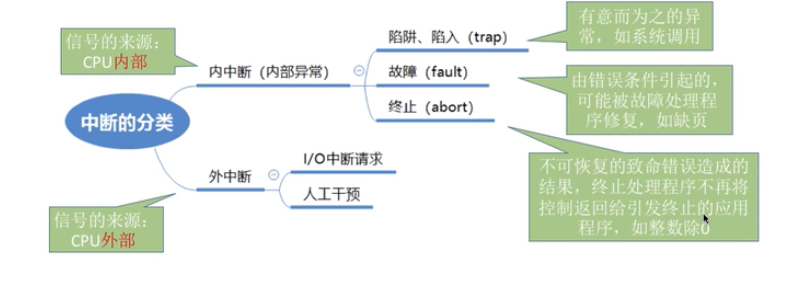 信号的来源：
CPU内部
有意而为之的异
常，如系统调用
陷阱、陷入（trap）
内中断（内部异常）
故障（fault）
由错误条件引起的，
可能被故障处理程
序修复，如缺页
终止（abort）
中断的分类
不可恢复的致命错误造成的
结果，终止处理程序不再将
控制返回给引发终止的应用
程序，如整数除0
I/O中断请求
外中断
人工干预
信号的来源：
CPU外部